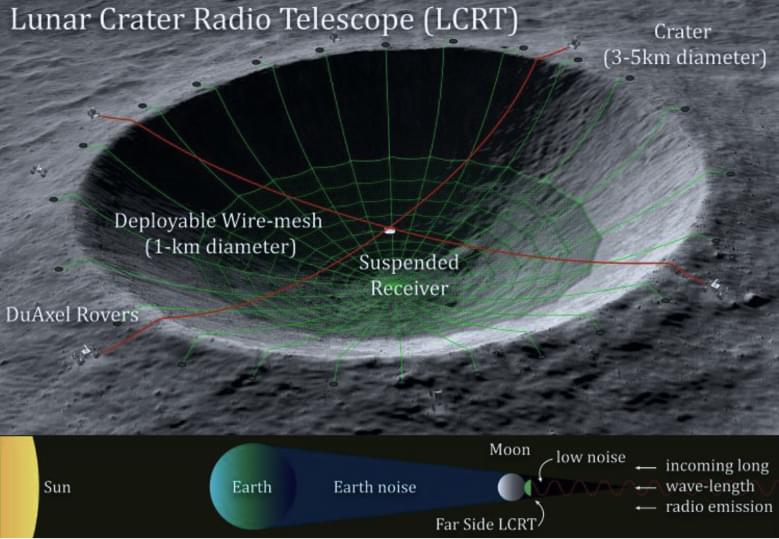 Lunar Crater Radio Telescope (LCRT)
Crater
(3-5km diameter)
Deployable Wire-mesh
(1-km diameter)
Suspended
Receiver
DuAxel Rovers
Sun
Earth
Earth noise
Moon
low noise
Far Side LCRT
incoming long
wave-length
radio emission